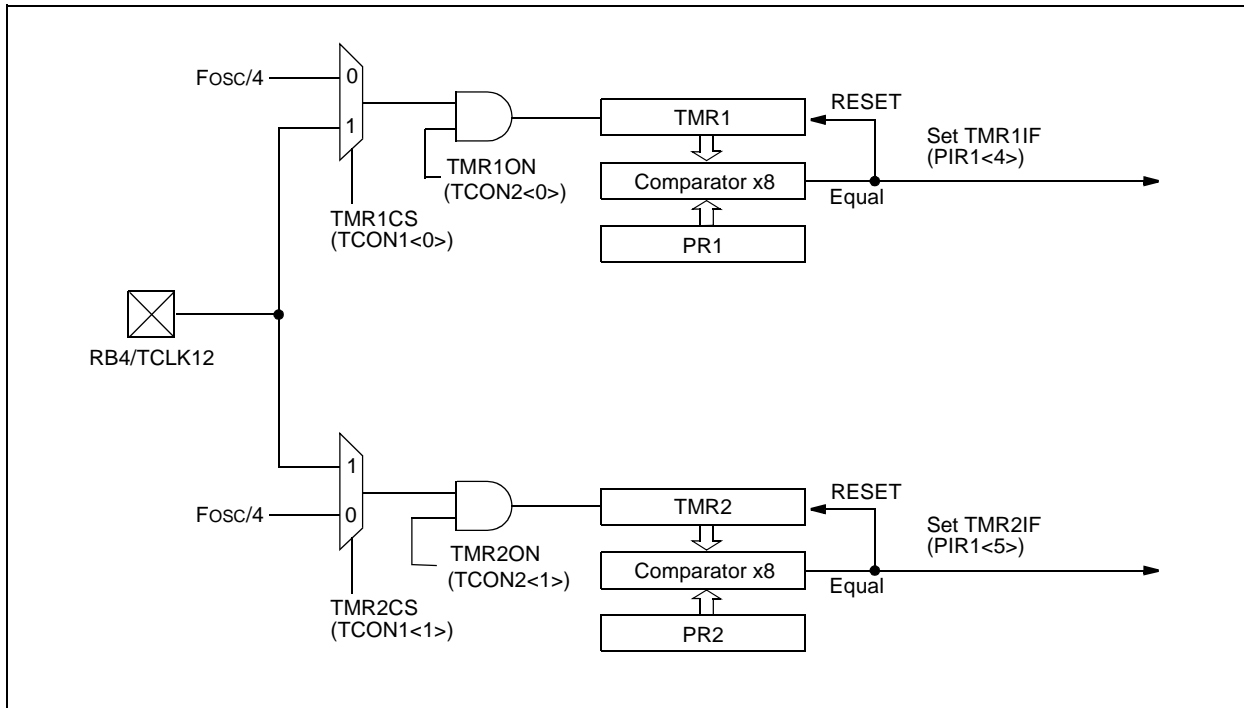 FOSC/4
0
1
TMR1
RESET
Set TMR1IF
(PIR1<4>)
TMR1ON
(TCON2<0>)
Comparator x8
Equal
TMR1CS
(TCON1<0>)
PR1
RB4/TCLK12
1
0
FOSC/4
TMR2
RESET
Set TMR2IF
(PIR1<5>)
TMR2ON
(TCON2<1>)
Comparator x8
Equal
TMR2CS
(TCON1<1>)
PR2